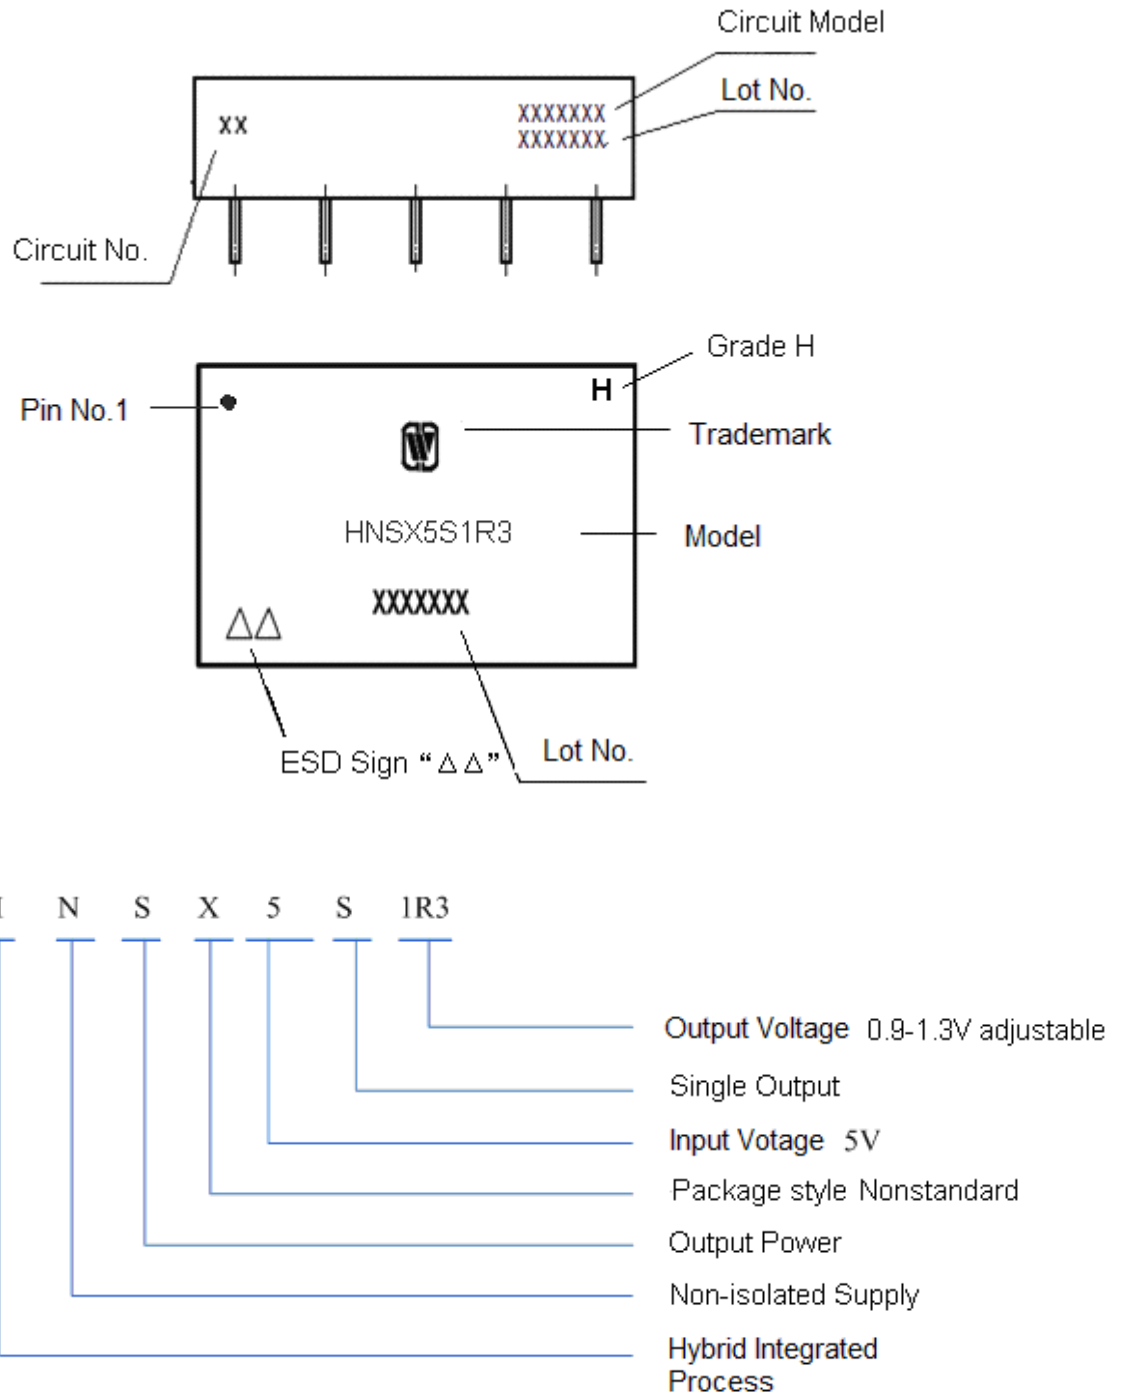 Circuit Model
Lot No.
XX
XXXXXXX
XXXXXXX
Circuit No.
Grade H
H
Pin No.1
Trademark
HNSX5S1R3
Model
XXXXXXX
△△
ESD Sign “△△”
Lot No.
N S X 5 S 1R3
Output Voltage 0.9-1.3V adjustable
Single Output
Input Votage 5V
Package style Nonstandard
Output Power
Non-isolated Supply
Hybrid Integrated
Process